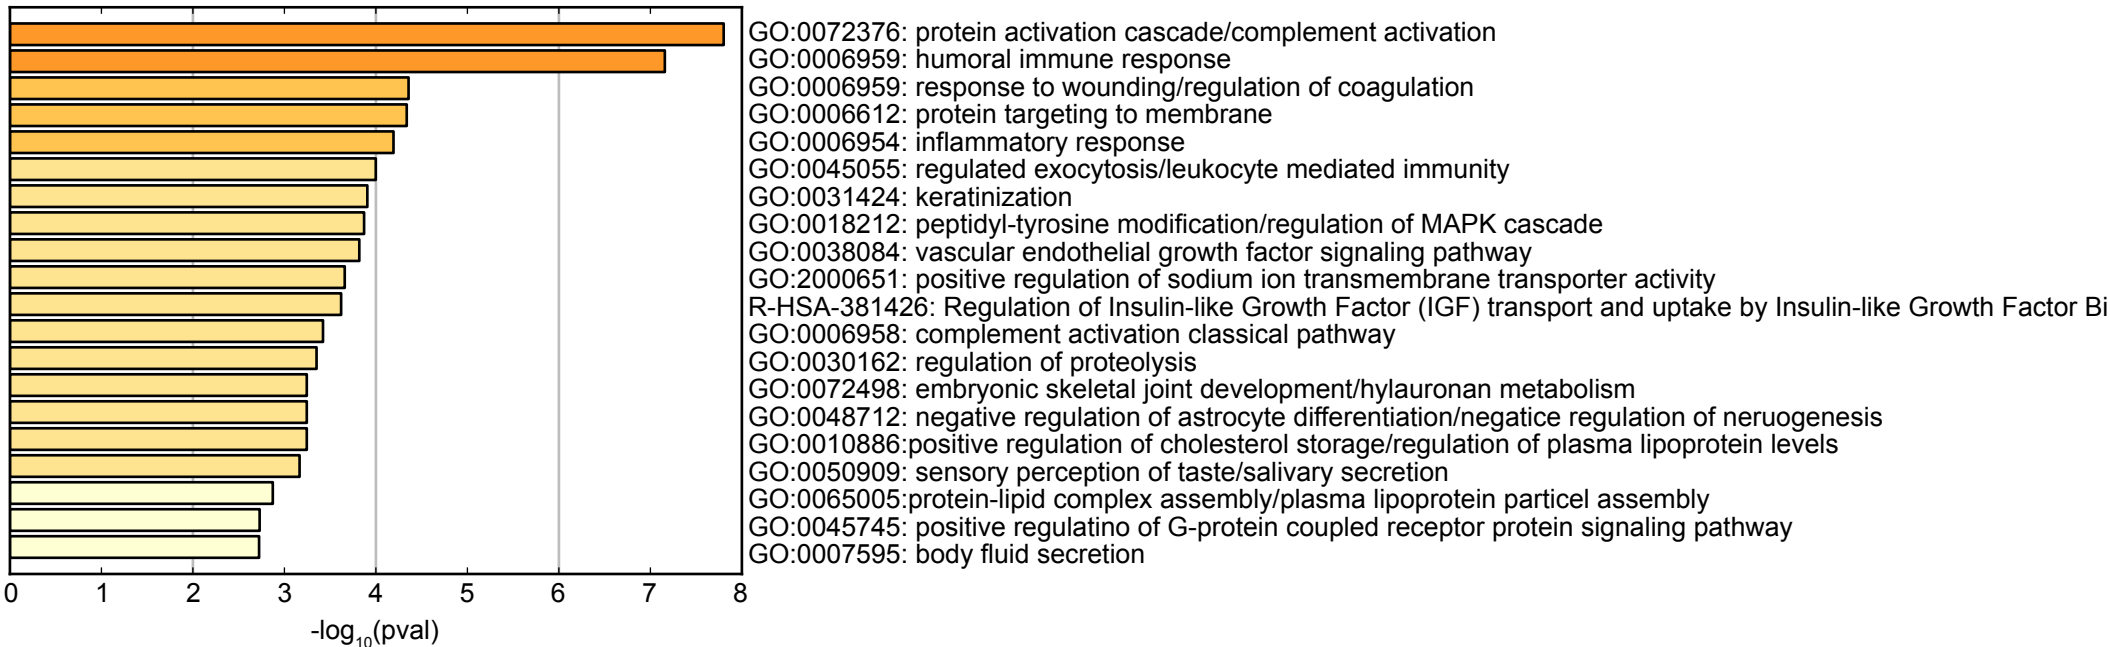 GO:0072376: protein activation cascade/complement activation
GO:0006959: humoral immune response
GO:0006959: response to wounding/regulation of coagulation
GO:0006612: protein targeting to membrane
GO:0006954: inflammatory response
GO:0045055: regulated exocytosis/leukocyte mediated immunity
GO:0031424: keratinization
GO:0018212: peptidyl-tyrosine modification/regulation of MAPK cascade
GO:0038084: vascular endothelial growth factor signaling pathway
GO:2000651: positive regulation of sodium ion transmembrane transporter activity
R-HSA-381426: Regulation of Insulin-like Growth Factor (IGF) transport and uptake by Insulin-like Growth Factor Bi
GO:0006958: complement activation classical pathway
GO:0030162: regulation of proteolysis
GO:0072498: embryonic skeletal joint development/hylauronan metabolism
GO:0048712: negative regulation of astrocyte differentiation/negatice regulation of neruogenesis
GO:0010886:positive regulation of cholesterol storage/regulation of plasma lipoprotein levels
GO:0050909: sensory perception of taste/salivary secretion
GO:0065005:protein-lipid complex assembly/plasma lipoprotein particel assembly
GO:0045745: positive regulatino of G-protein coupled receptor protein signaling pathway
GO:0007595: body fluid secretion
0 1 2 3 4 5 6 7 8
-log10(pval)